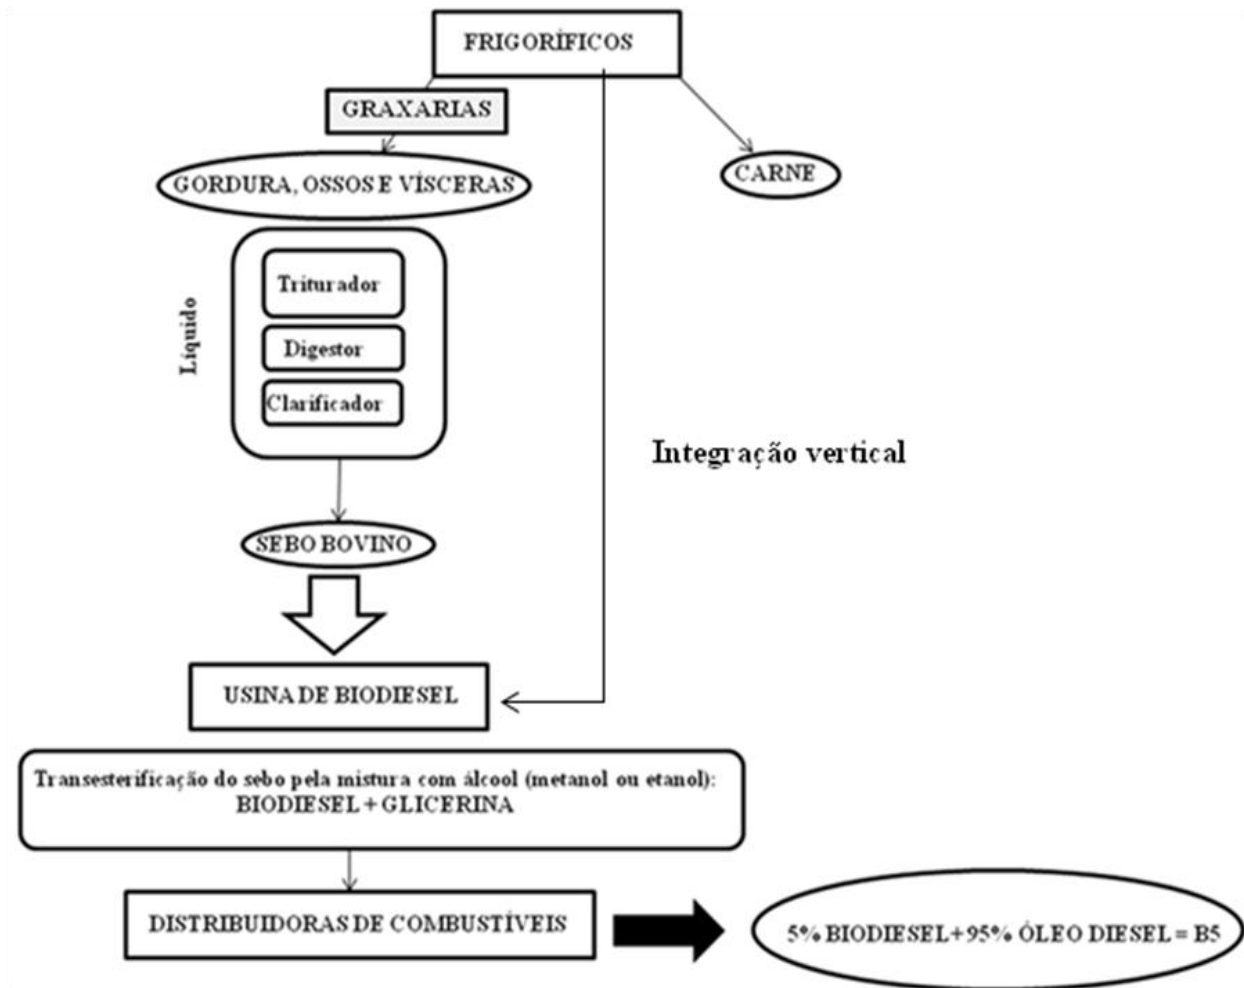 FRIGORÍFICOS
GRAXARIAS
GORDURA, OSSOS E VÍSCERAS
CARNE
Líquido
Triturador
Digestor
Clarificador
Integração vertical
SEBO BOVINO
USINA DE BIODIESEL
Transesterificação do sebo pela mistura com álcool (metanol ou etanol):
BIODIESEL + GLICERINA
DISTRIBUIDORAS DE COMBUSTÍVEIS
5% BIODIESEL+95% ÓLEO DIESEL = B5